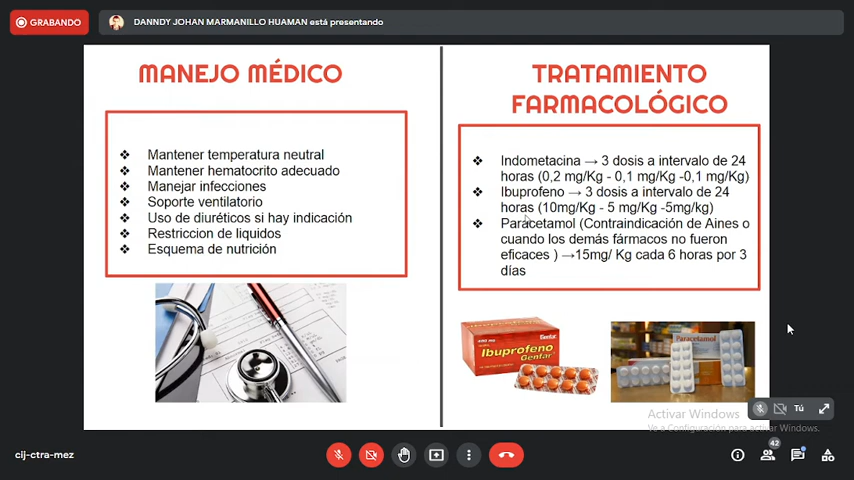 GRABANDO
DANNDY JOHAN MARMANILLO HUAMAN está presentando
MANEJO MÉDICO
❖ Mantener temperatura neutral
❖ Mantener hematocrito adecuado
❖ Manejar infecciones
❖ Soporte ventilatorio
❖ Uso de diuréticos si hay indicación
❖ Restriccion de liquidos
❖ Esquema de nutrición
TRATAMIENTO
FARMACOLÓGICO
❖ Indometacina → 3 dosis a intervalo de 24
horas (0,2 mg/Kg - 0,1 mg/Kg -0,1 mg/Kg)
❖ Ibuprofeno → 3 dosis a intervalo de 24
horas (10mg/Kg - 5 mg/Kg -5mg/kg)
❖ Paracetamol (Contraindicación de Aines o
cuando los demás fármacos no fueron
eficaces ) →15mg/ Kg cada 6 horas por 3
días
Genfar
Ibuprofeno
Genfar
Paracetamol
Tú
Activar Windows
Ve a Configuración para activar Windows.
cij-ctra-mez
42